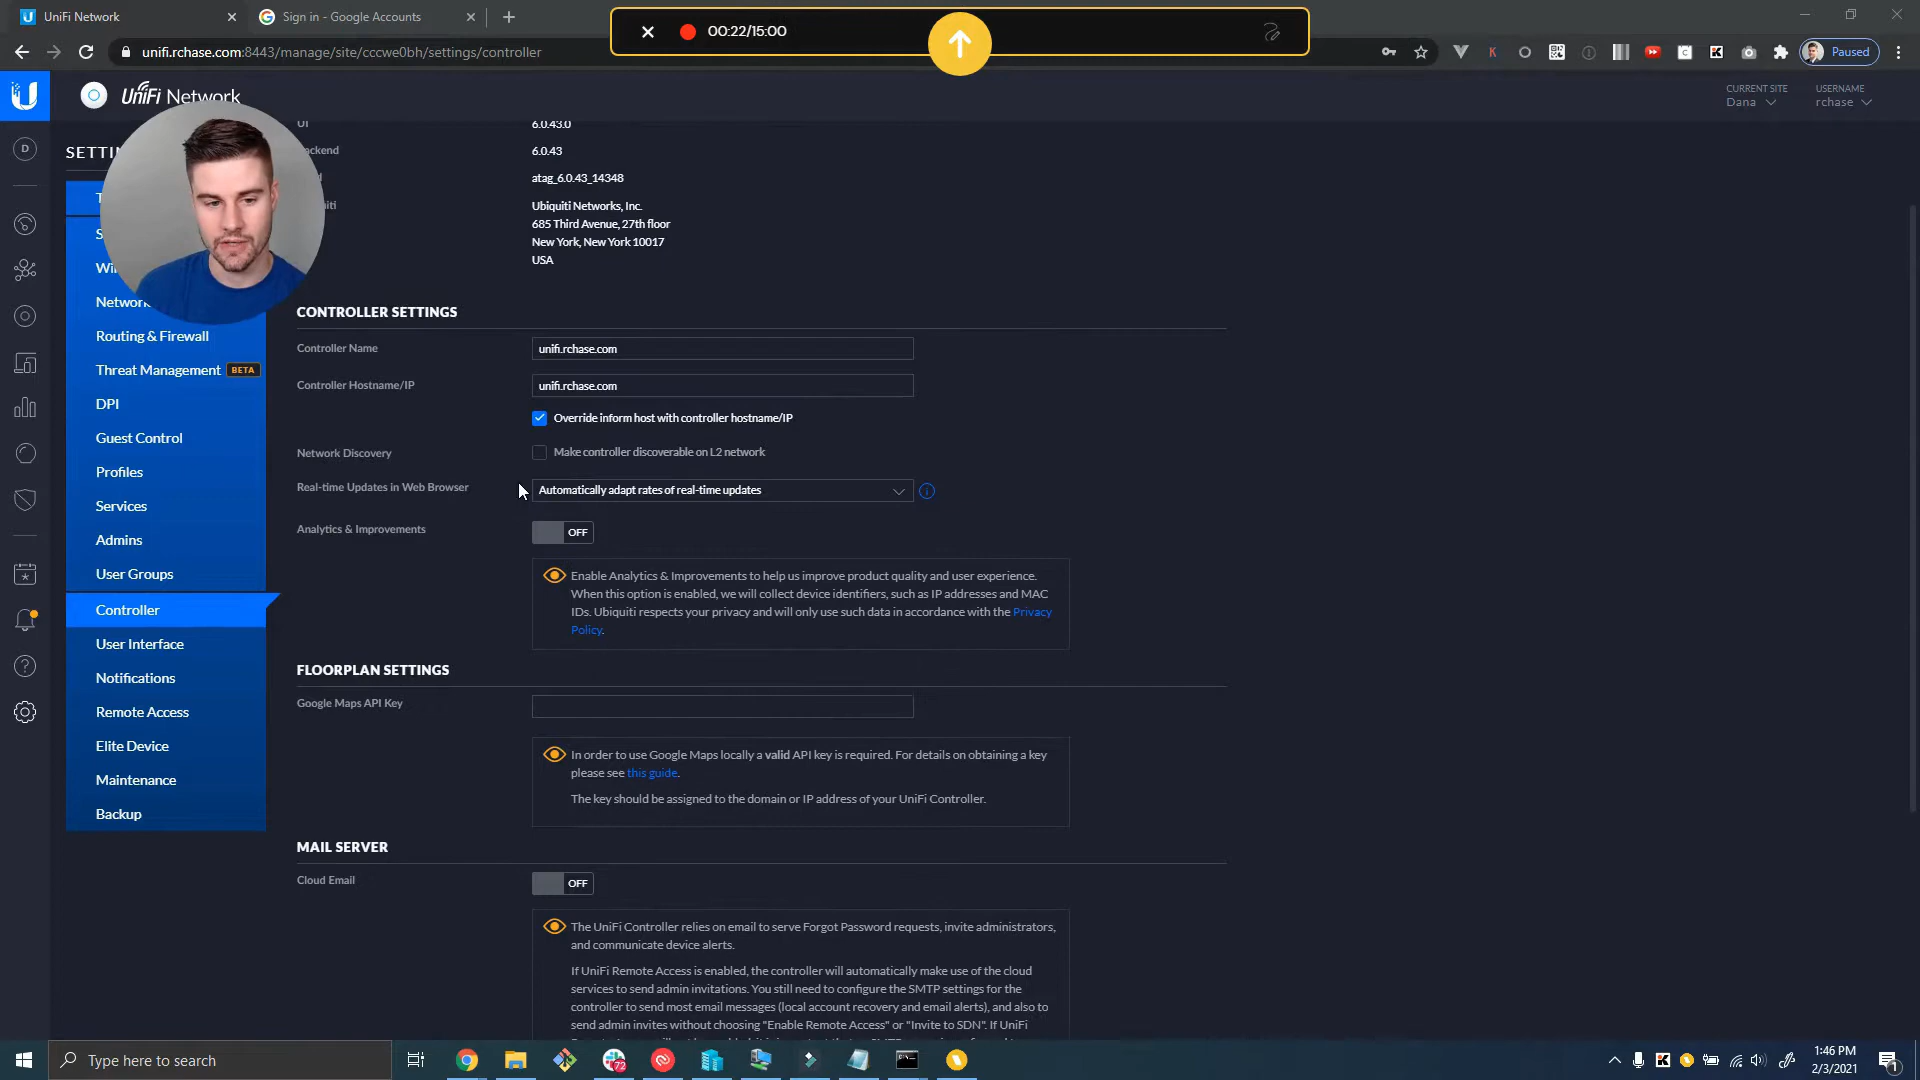 UniFi Network
Sign in - Google Accounts
00:22/15:00
unifi.rchase.com:8443/manage/site/cccwe0bh/settings/controller
Paused
UniFi Network
CURRENT SITE
Dana
USERNAME
rchase
D
UI
6.0.43.0
6.0.43
atag_6.0.43_14348
Ubiquiti Networks, Inc.
685 Third Avenue, 27th floor
New York, New York 10017
USA
Routing & Firewall
Threat Management BETA
DPI
Guest Control
Profiles
Services
Admins
User Groups
Controller
User Interface
Notifications
Remote Access
Elite Device
Maintenance
Backup
CONTROLLER SETTINGS
Controller Name
unifi.rchase.com
Controller Hostname/IP
unifi.rchase.com
Override inform host with controller hostname/IP
Network Discovery
Make controller discoverable on L2 network
Real-time Updates in Web Browser
Automatically adapt rates of real-time updates
Analytics & Improvements
OFF
Enable Analytics & Improvements to help us improve product quality and user experience.
When this option is enabled, we will collect device identifiers, such as IP addresses and MAC
IDs. Ubiquiti respects your privacy and will only use such data in accordance with the Privacy
Policy.
FLOORPLAN SETTINGS
Google Maps API Key
In order to use Google Maps locally a valid API key is required. For details on obtaining a key
please see this guide.
The key should be assigned to the domain or IP address of your UniFi Controller.
MAIL SERVER
Cloud Email
OFF
The UniFi Controller relies on email to serve Forgot Password requests, invite administrators,
and communicate device alerts.
If UniFi Remote Access is enabled, the controller will automatically make use of the cloud
services to send admin invitations. You still need to configure the SMTP settings for the
controller to send most email messages (local account recovery and email alerts), and also to
send admin invites without choosing "Enable Remote Access" or "Invite to SDN". If UniFi
Type here to search
72
1:46 PM
2/3/2021
1